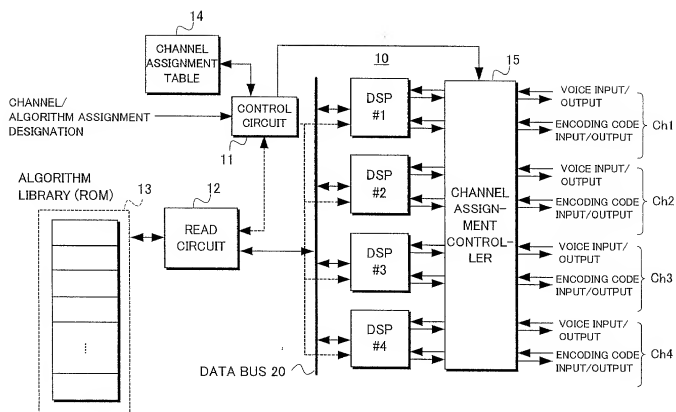 14
CHANNEL
ASSIGNMENT
TABLE
CHANNEL/
ALGORITHM ASSIGNMENT
DESIGNATION
CONTROL
CIRCUIT
11
ALGORITHM
LIBRARY (ROM)
13
12
READ
CIRCUIT
⋮
DATA BUS 20
10
DSP
#1
DSP
#2
DSP
#3
DSP
#4
15
CHANNEL
ASSIGN-
MENT
CONTROL-
LER
VOICE INPUT/
OUTPUT
ENCODING CODE
INPUT/OUTPUT
Ch1
VOICE INPUT/
OUTPUT
ENCODING CODE
INPUT/OUTPUT
Ch2
VOICE INPUT/
OUTPUT
ENCODING CODE
INPUT/OUTPUT
Ch3
VOICE INPUT/
OUTPUT
ENCODING CODE
INPUT/OUTPUT
Ch4